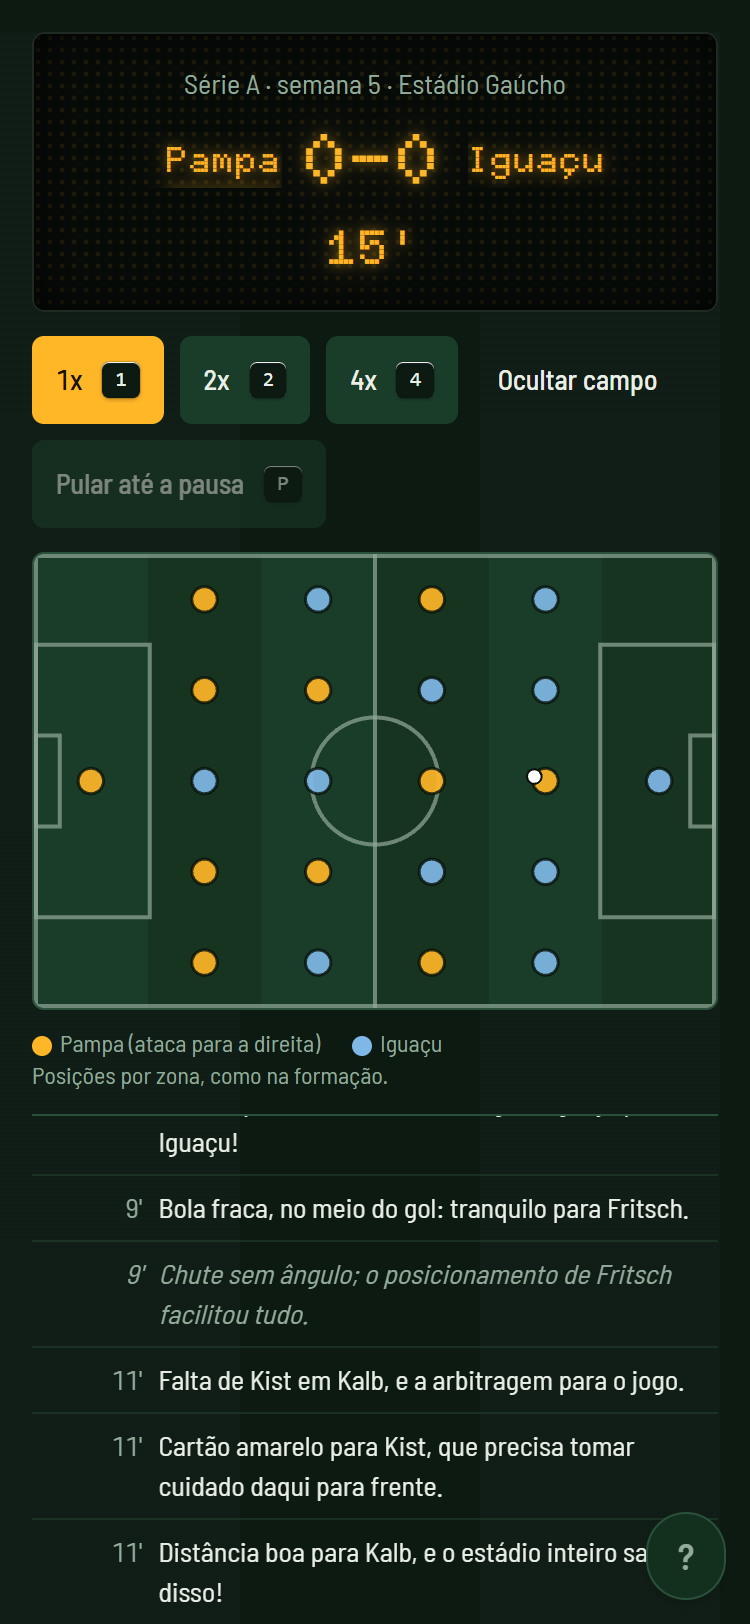 Série A · semana 5 · Estádio Gaúcho
Pampa 0–0 Iguaçu
15'
1x 1 2x 2 4x 4 Ocultar campo
Pular até a pausa P
Pampa (ataca para a direita) Iguaçu
Posições por zona, como na formação.
Iguaçu!
9' Bola fraca, no meio do gol: tranquilo para Fritsch.
9' Chute sem ângulo; o posicionamento de Fritsch
facilitou tudo.
11' Falta de Kist em Kalb, e a arbitragem para o jogo.
11' Cartão amarelo para Kist, que precisa tomar
cuidado daqui para frente.
11' Distância boa para Kalb, e o estádio inteiro
disso!
?